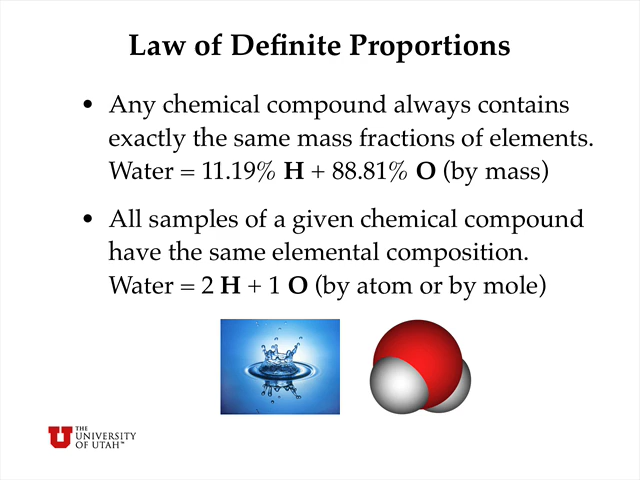 Law of Definite Proportions
• Any chemical compound always contains
exactly the same mass fractions of elements.
Water = 11.19% H + 88.81% O (by mass)
• All samples of a given chemical compound
have the same elemental composition.
Water = 2 H + 1 O (by atom or by mole)
U THE
UNIVERSITY
OF UTAH™